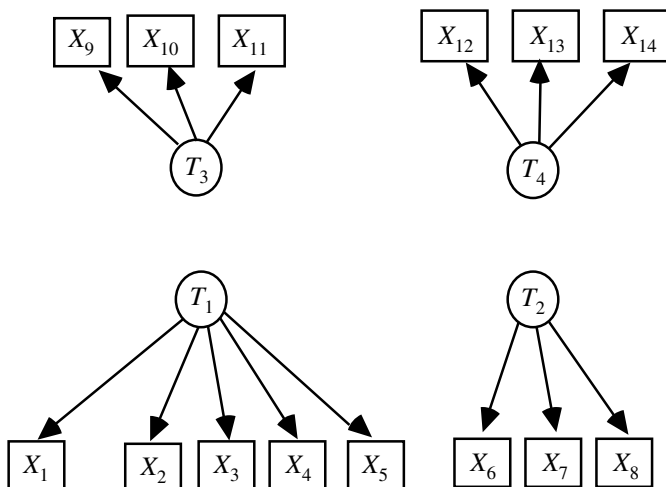 X₉ X₁₀ X₁₁ X₁₂ X₁₃ X₁₄
T₃ T₄
T₁ T₂
X₁ X₂ X₃ X₄ X₅ X₆ X₇ X₈